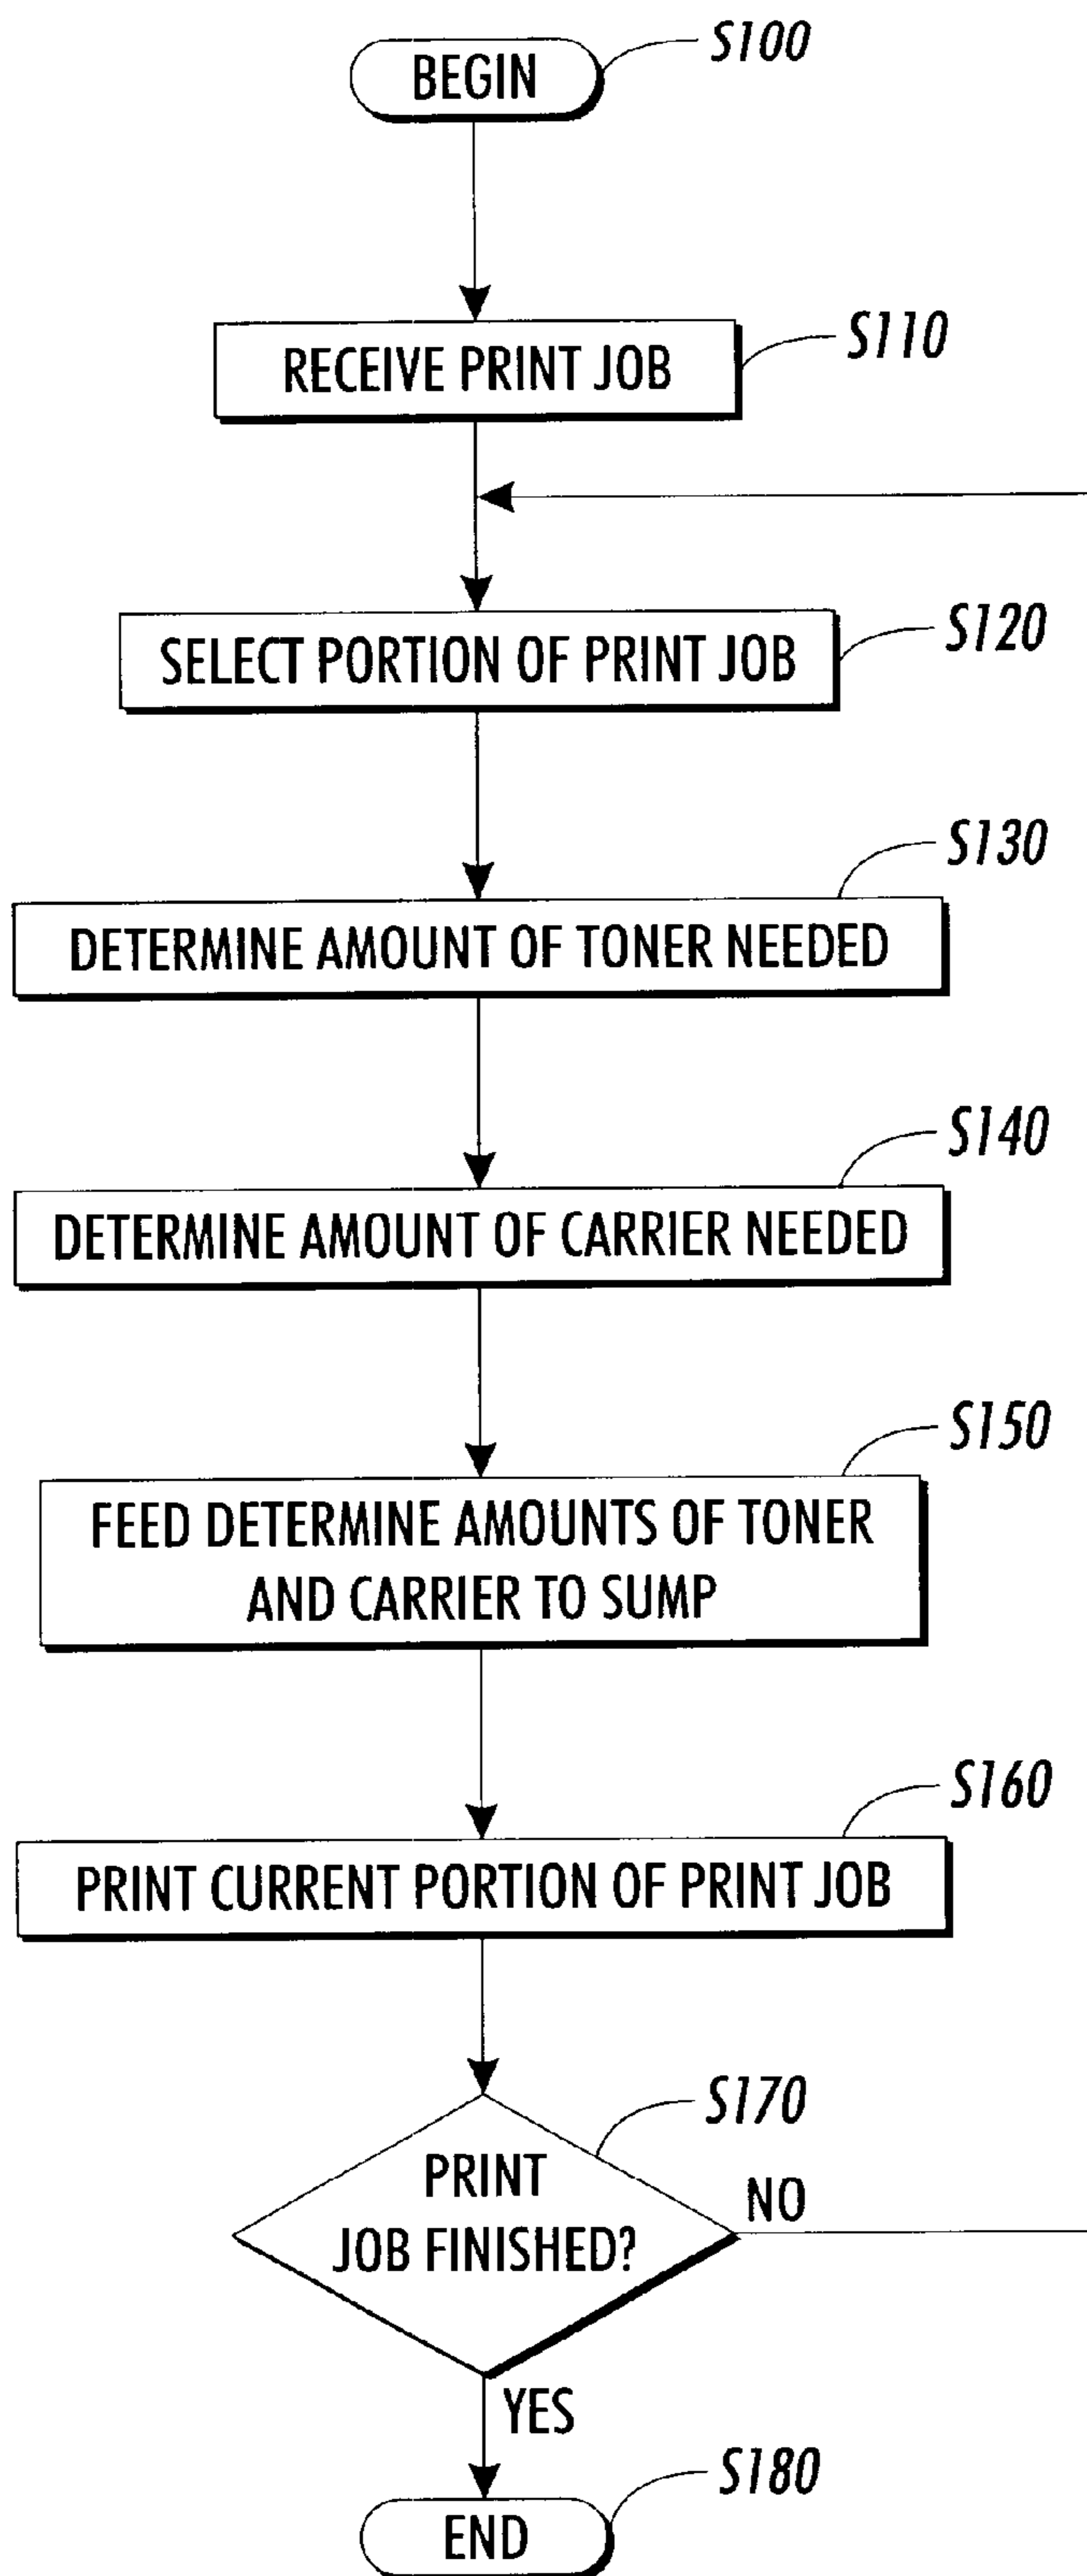 BEGIN
S100
RECEIVE PRINT JOB
S110
SELECT PORTION OF PRINT JOB
S120
S130
DETERMINE AMOUNT OF TONER NEEDED
S140
DETERMINE AMOUNT OF CARRIER NEEDED
S150
FEED DETERMINE AMOUNTS OF TONER
AND CARRIER TO SUMP
S160
PRINT CURRENT PORTION OF PRINT JOB
S170
PRINT
JOB FINISHED?
NO
YES
S180
END